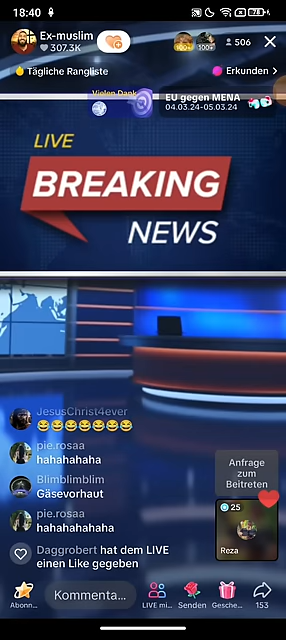 18:40
Ex-muslim
307.3K
100+
100+
506
Tägliche Rangliste
Erkunden
Vielen Dank
EU gegen MENA
04.03.24-05.03.24
LIVE
BREAKING
NEWS
JesusChrist4ever
😂😂😂😂😂😂😂
pie.rosaa
hahahahaha
Blimblimblim
Gäsevorhaut
pie.rosaa
hahahahahaha
Daggrobert hat dem LIVE
einen Like gegeben
Anfrage
zum
Beitreten
25
Reza
Abonn...
Kommenta...
LIVE mi...
Senden
Gesche...
153